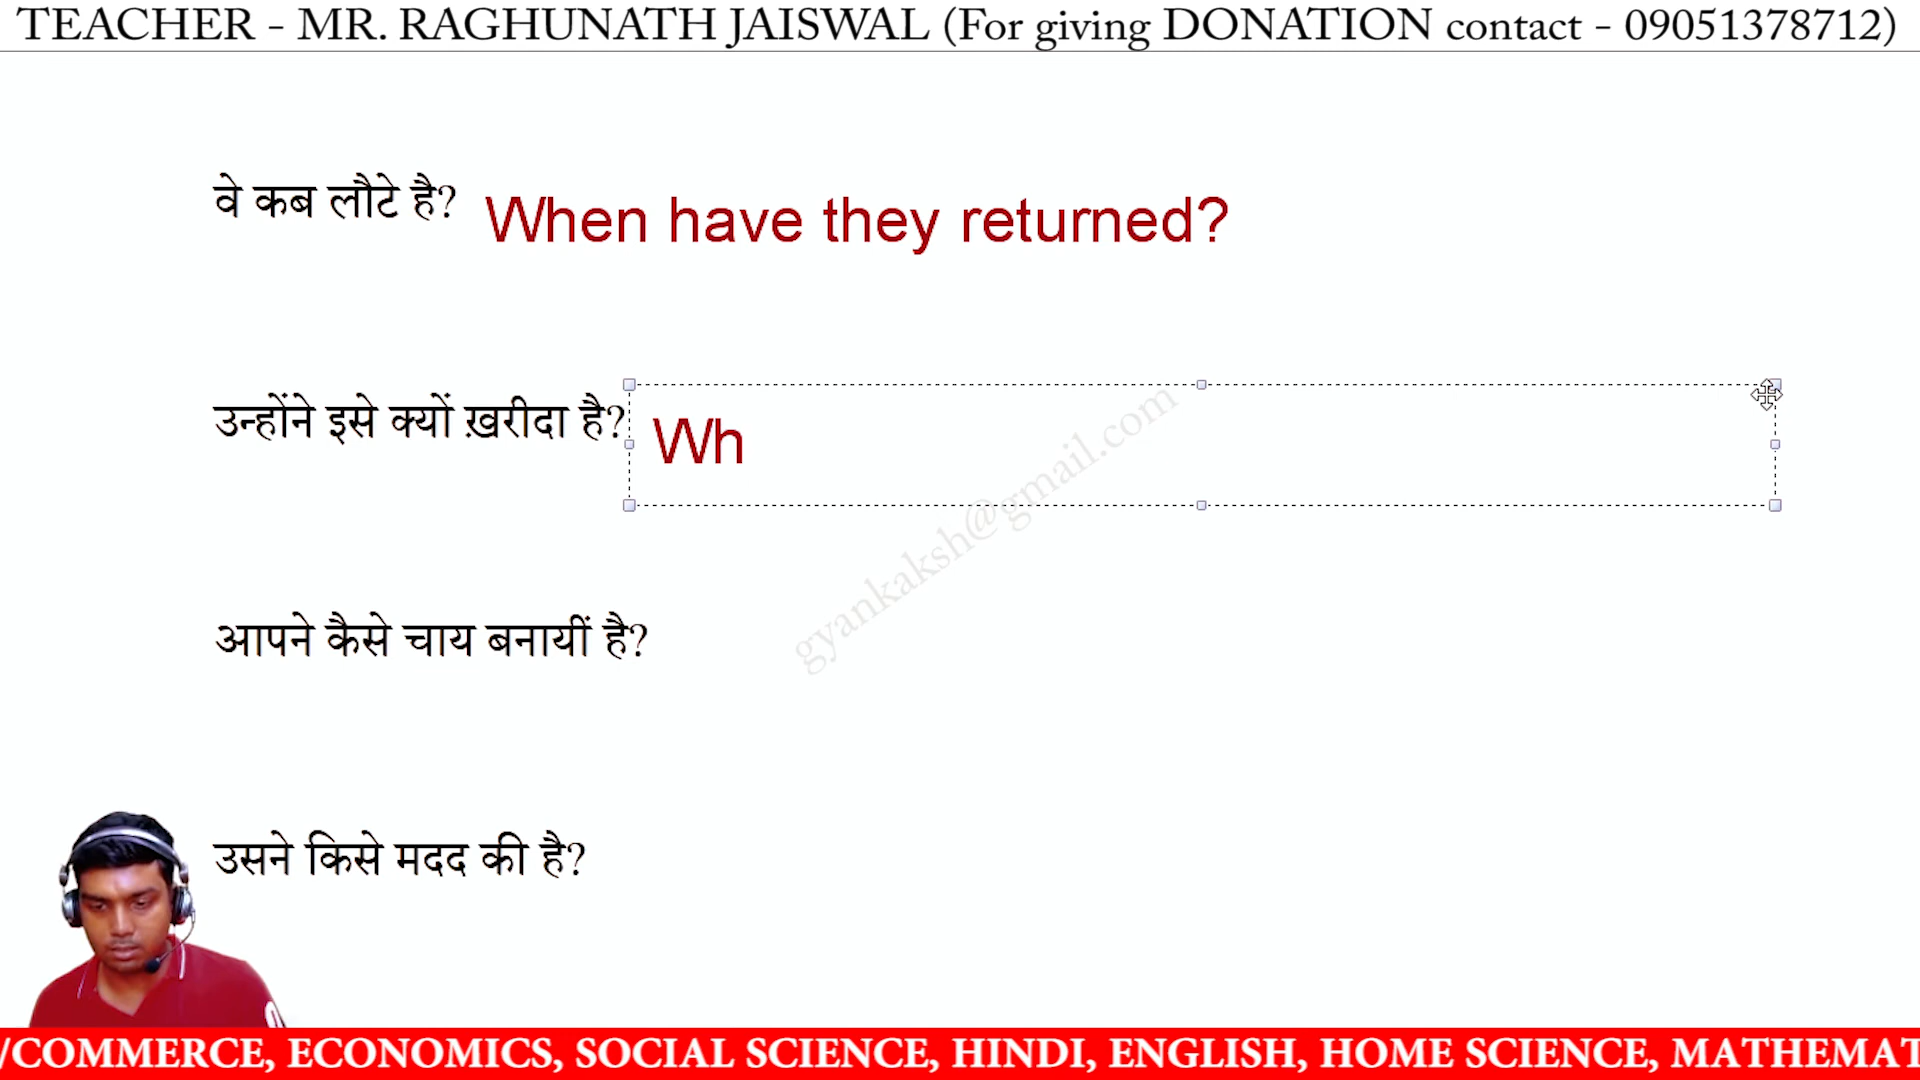 TEACHER - MR. RAGHUNATH JAISWAL (For giving DONATION contact - 09051378712)
वे कब लौटे है? When have they returned?
उन्होंने इसे क्यों ख़रीदा है? Wh
gyankaksh@gmail.com
आपने कैसे चाय बनायीं है?
उसने किसे मदद की है?
/COMMERCE, ECONOMICS, SOCIAL SCIENCE, HINDI, ENGLISH, HOME SCIENCE, MATHEMAT